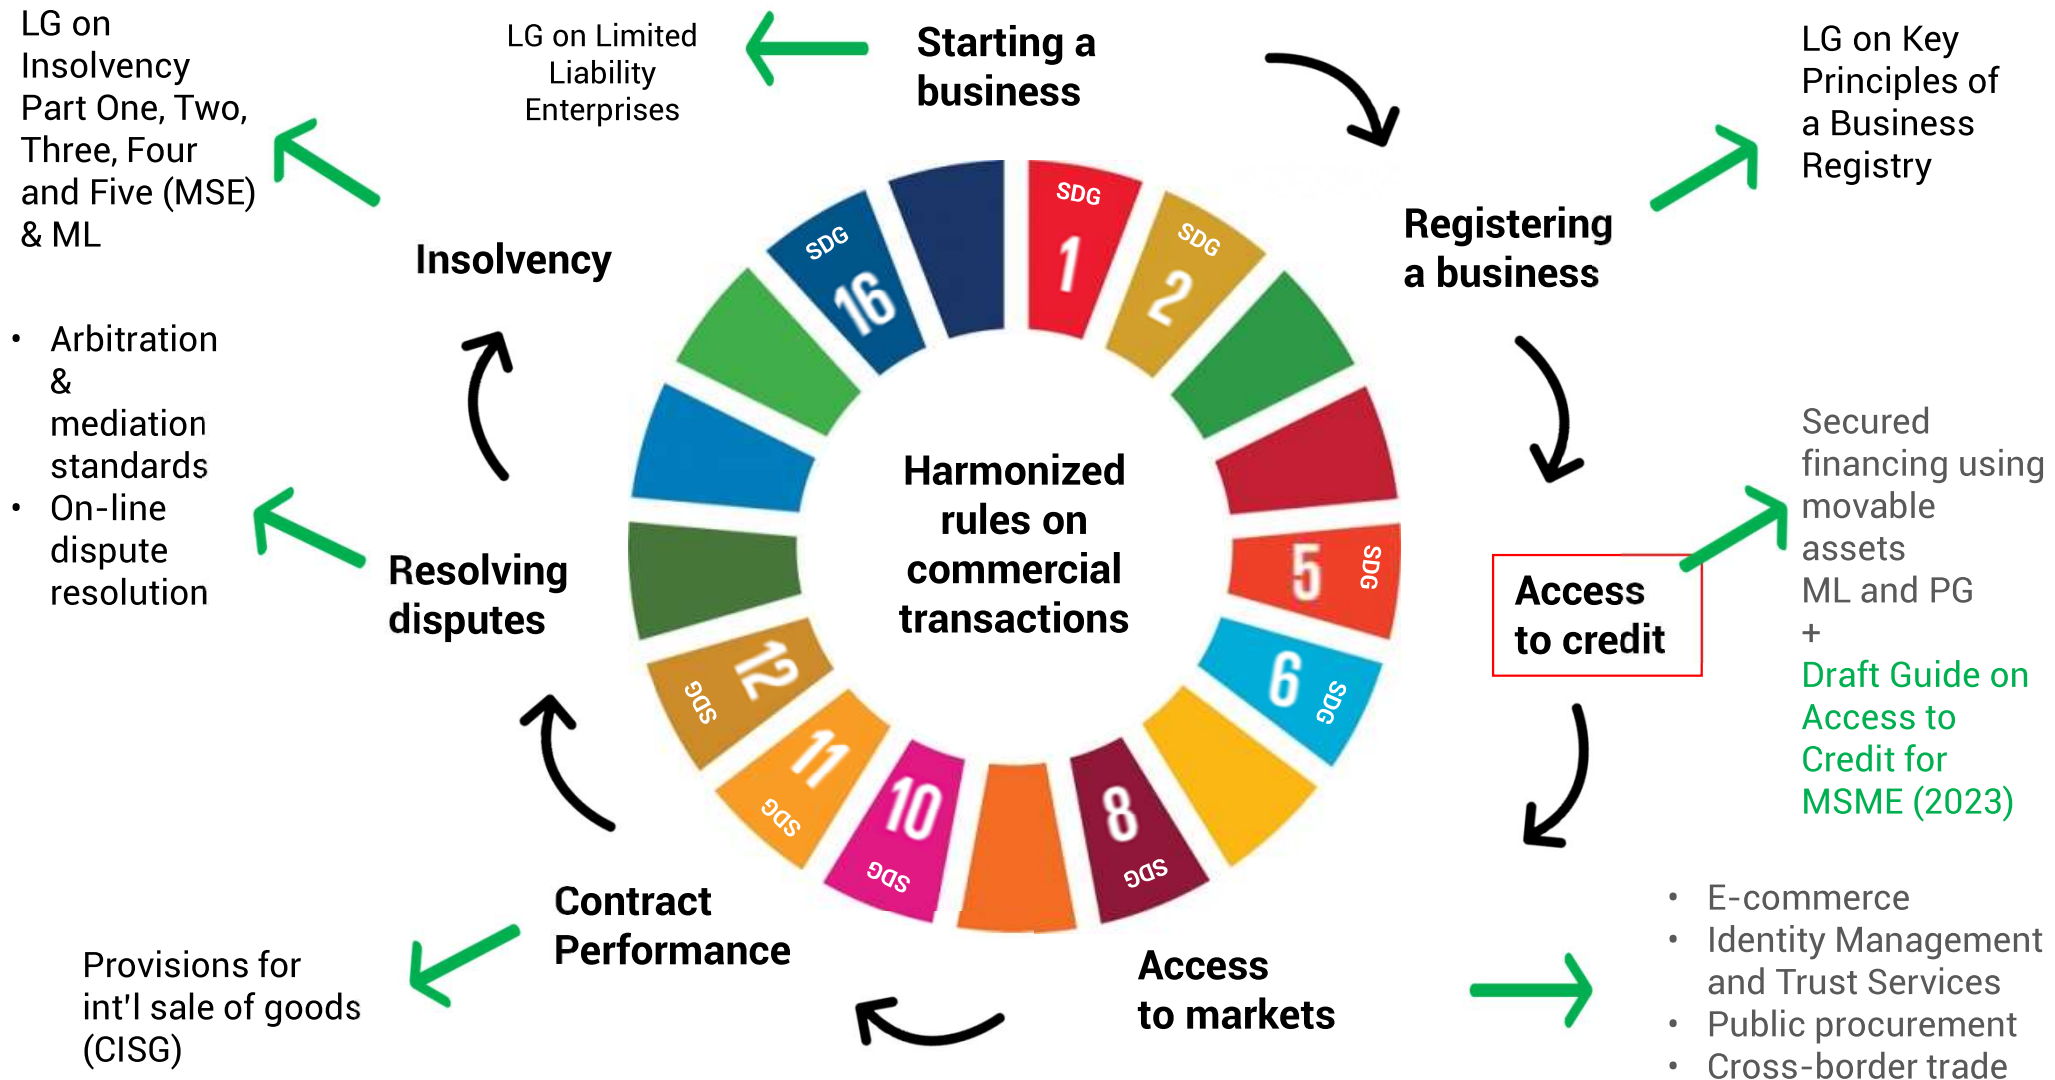 LG on
Insolvency
Part One, Two,
Three, Four
and Five (MSE)
& ML
LG on Limited
Liability
Enterprises
Starting a
business
LG on Key
Principles of
a Business
Registry
Registering
a business
Insolvency
• Arbitration
&
mediation
standards
• On-line
dispute
resolution
Resolving
disputes
SDG
1
SDG
2
5
SDG
6
SDG
8
SDG
10
SDG
11
SDG
12
SDG
SDG
16
Harmonized
rules on
commercial
transactions
Access
to credit
Secured
financing using
movable
assets
ML and PG
+
Draft Guide on
Access to
Credit for
MSME (2023)
Access
to markets
• E-commerce
• Identity Management
and Trust Services
• Public procurement
• Cross-border trade
Contract
Performance
Provisions for
int'l sale of goods
(CISG)